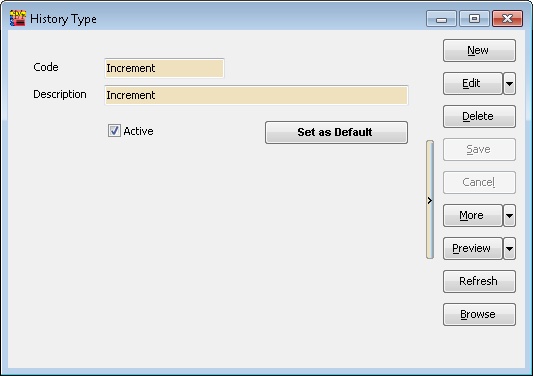 History Type
Code
Increment
Description
Increment
Active
Set as Default
New
Edit
Delete
Save
Cancel
More
Preview
Refresh
Browse